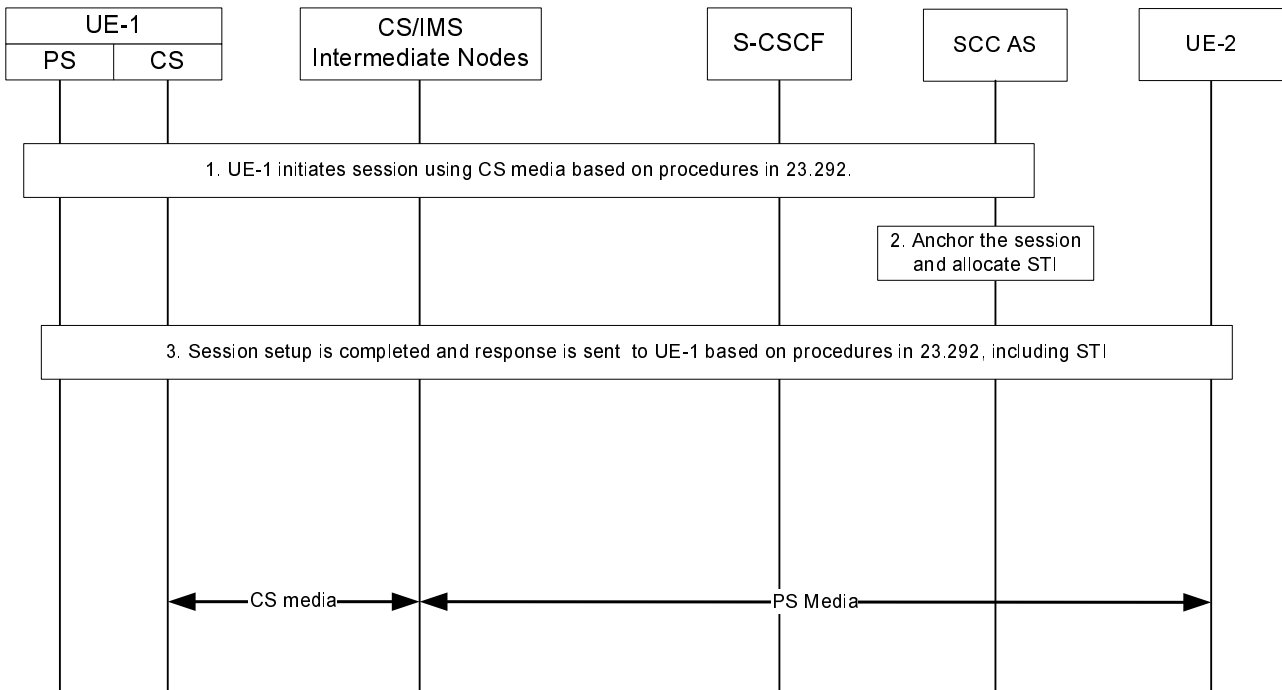 UE-1
PS
CS
CS/IMS
Intermediate Nodes
S-CSCF
SCC AS
UE-2
1. UE-1 initiates session using CS media based on procedures in 23.292.
2. Anchor the session
and allocate STI
3. Session setup is completed and response is sent to UE-1 based on procedures in 23.292, including STI
CS media
PS Media